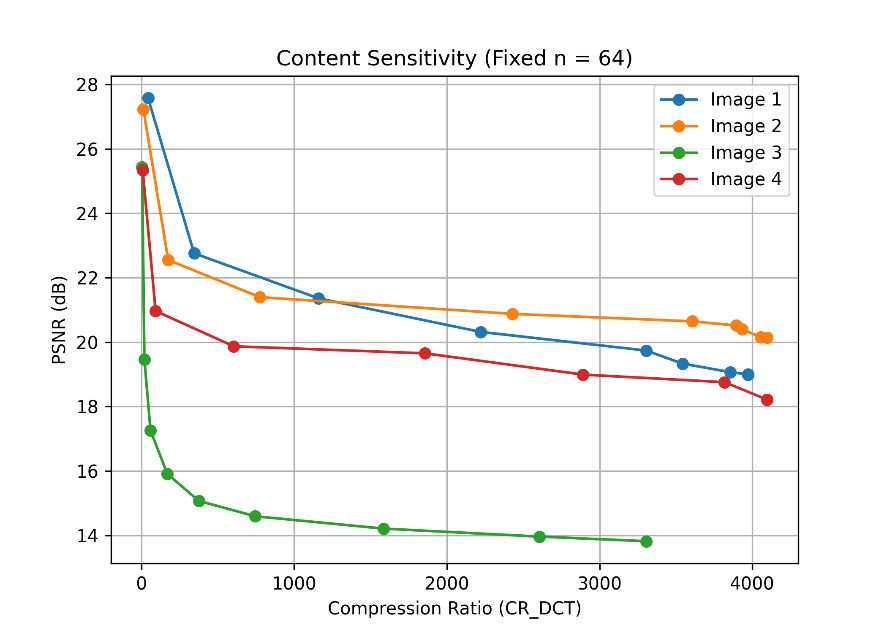 Content Sensitivity (Fixed n = 64)
28
26
24
22
20
18
16
14
PSNR (dB)
Image 1
Image 2
Image 3
Image 4
0 1000 2000 3000 4000
Compression Ratio (CR_DCT)